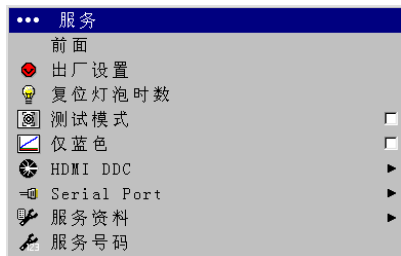 ••• 服务
前面
出厂设置
复位灯泡时数
测试模式
仅蓝色
HDMI DDC
Serial Port
服务资料
服务号码